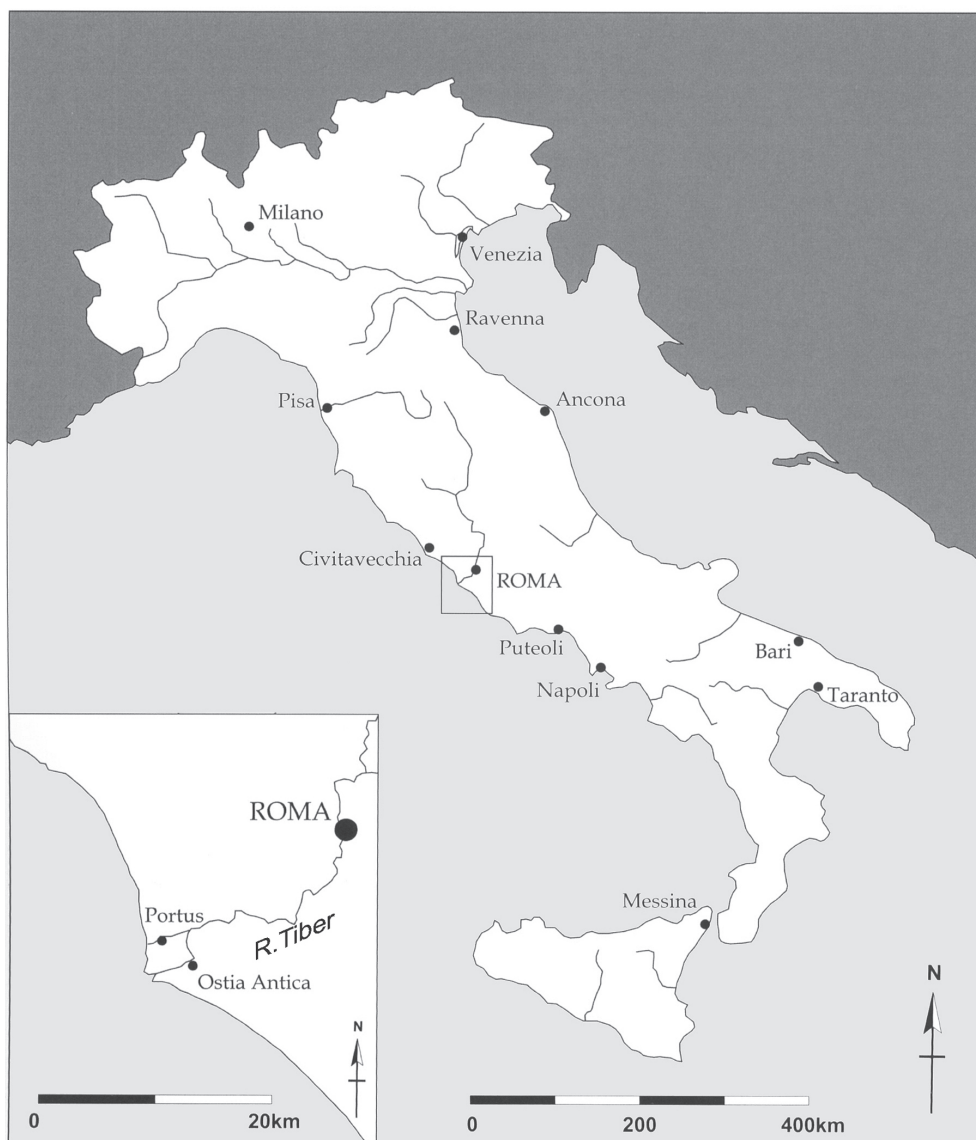 Milano
Venezia
Ravenna
Pisa
Ancona
Civitavecchia
ROMA
Puteoli
Bari
Napoli
Taranto
ROMA
Messina
Portus
R.Tiber
Ostia Antica
N
N
0 20km
0 200 400km